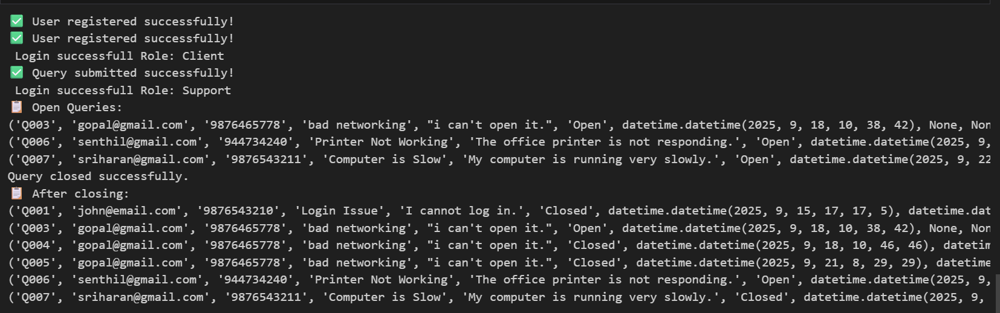 ✅ User registered successfully!
✅ User registered successfully!
Login successfull Role: Client
✅ Query submitted successfully!
Login successfull Role: Support
📋 Open Queries:
('Q003', 'gopal@gmail.com', '9876465778', 'bad networking', "i can't open it.", 'Open', datetime.datetime(2025, 9, 18, 10, 38, 42), None, Non
('Q006', 'senthil@gmail.com', '944734240', 'Printer Not Working', 'The office printer is not responding.', 'Open', datetime.datetime(2025, 9,
('Q007', 'sriharan@gmail.com', '9876543211', 'Computer is Slow', 'My computer is running very slowly.', 'Open', datetime.datetime(2025, 9, 22
Query closed successfully.
📋 After closing:
('Q001', 'john@email.com', '9876543210', 'Login Issue', 'I cannot log in.', 'Closed', datetime.datetime(2025, 9, 15, 17, 17, 5), datetime.dat
('Q003', 'gopal@gmail.com', '9876465778', 'bad networking', "i can't open it.", 'Open', datetime.datetime(2025, 9, 18, 10, 38, 42), None, Non
('Q004', 'gopal@gmail.com', '9876465778', 'bad networking', "i can't open it.", 'Closed', datetime.datetime(2025, 9, 18, 10, 46, 46), datetim
('Q005', 'gopal@gmail.com', '9876465778', 'bad networking', "i can't open it.", 'Closed', datetime.datetime(2025, 9, 21, 8, 29, 29), datetime
('Q006', 'senthil@gmail.com', '944734240', 'Printer Not Working', 'The office printer is not responding.', 'Open', datetime.datetime(2025, 9,
('Q007', 'sriharan@gmail.com', '9876543211', 'Computer is Slow', 'My computer is running very slowly.', 'Closed', datetime.datetime(2025, 9,